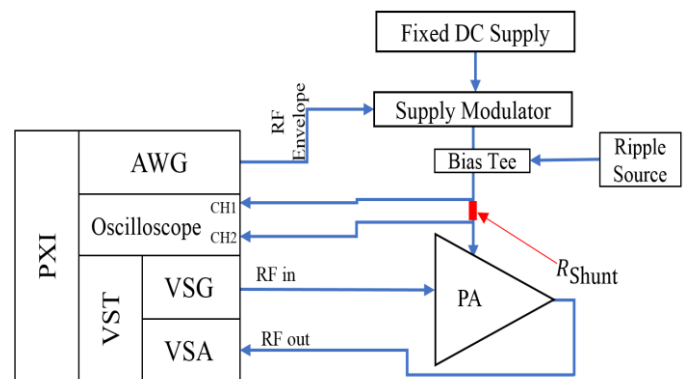 Fixed DC Supply
Supply Modulator
RF
Envelope
Bias Tee
Ripple
Source
PXI
AWG
Oscilloscope
CH1
CH2
RShunt
VST
VSG
RF in
PA
VSA
RF out